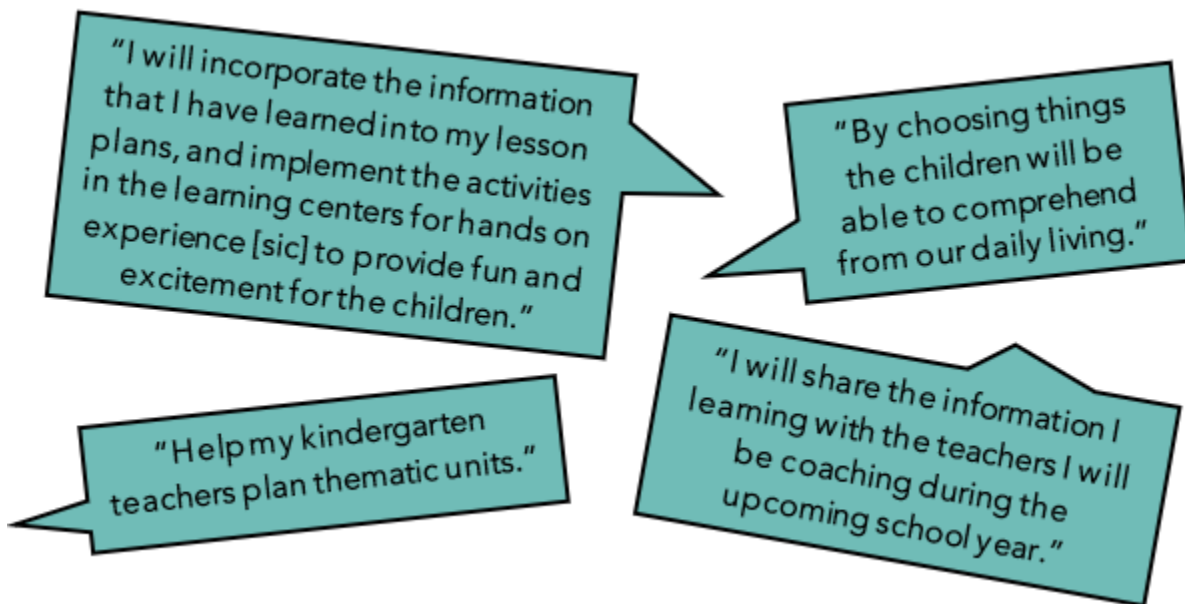 “I will incorporate the information
that I have learned into my lesson
plans, and implement the activities
in the learning centers for hands on
experience [sic] to provide fun and
excitement for the children.”
“By choosing things
the children will be
able to comprehend
from our daily living.”
“Help my kindergarten
teachers plan thematic units.”
“I will share the information I
learning with the teachers I will
be coaching during the
upcoming school year.”